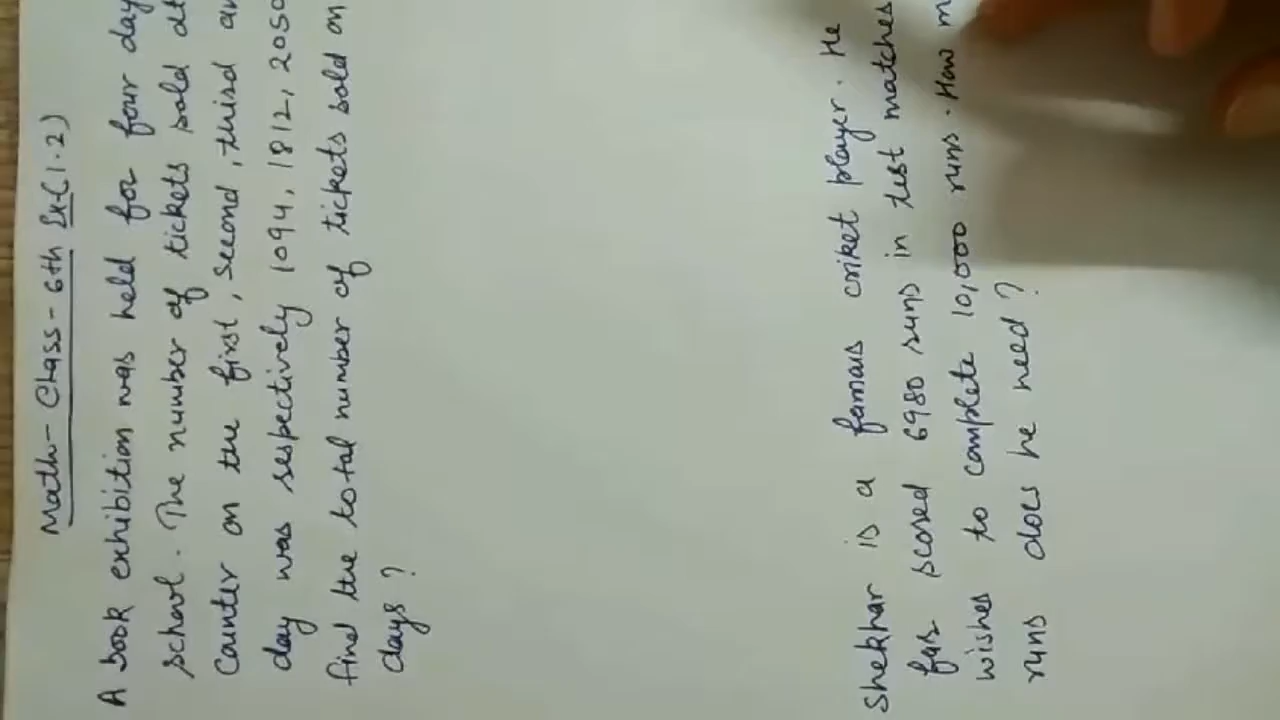 Math - Class - 6th Ex-(1.2)
A book exhibition was held for four day
school. The number of tickets sold at
Counter on the first, second, third an
day was respectively 1094, 1812, 2050
find the total number of tickets sold on
days?
Shekhar is a famous criket player. He
far scored 6980 runs in test matches
wishes to complete 10,000 runs. How m
runs does he need?